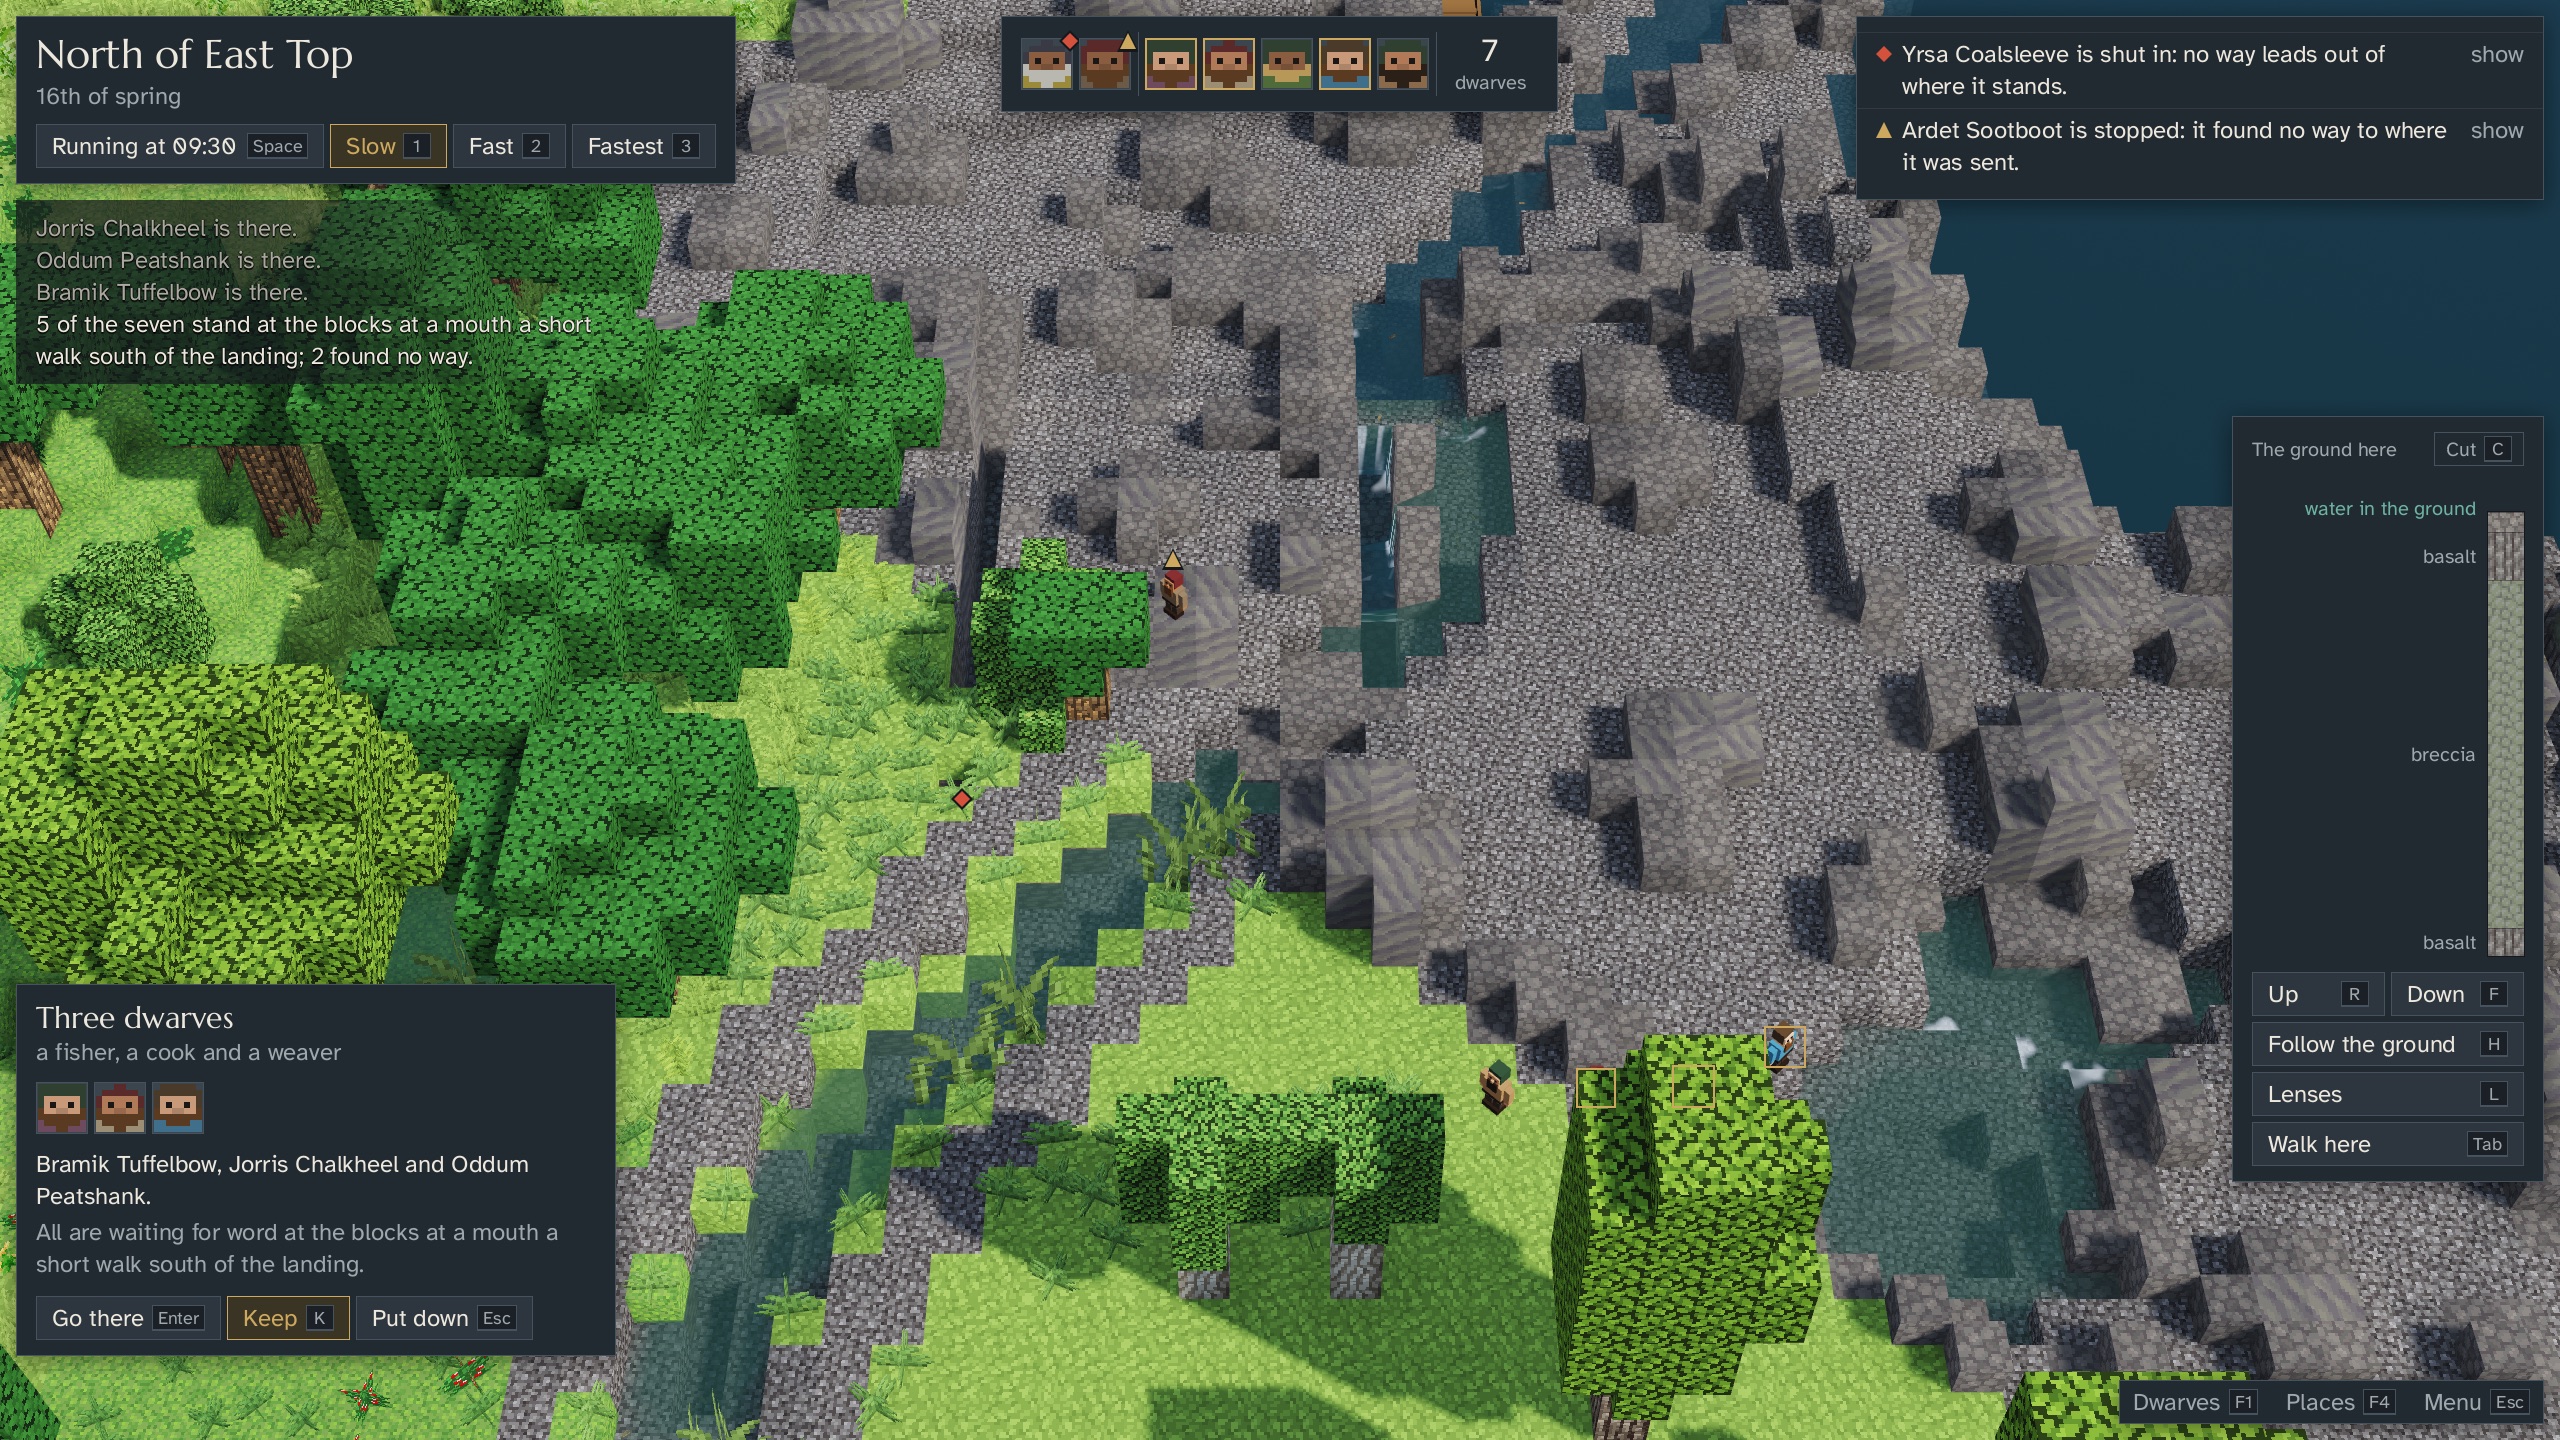 North of East Top
16th of spring
Running at 09:30 Space
Slow 1
Fast 2
Fastest 3
Jorris Chalkheel is there.
Oddum Peatshank is there.
Bramik Tuffelbow is there.
5 of the seven stand at the blocks at a mouth a short
walk south of the landing; 2 found no way.
7
dwarves
Yrsa Coalsleeve is shut in: no way leads out of
where it stands.
show
Ardet Sootboot is stopped: it found no way to where
it was sent.
show
The ground here
Cut C
water in the ground
basalt
breccia
basalt
Up R
Down F
Follow the ground H
Lenses L
Walk here Tab
Three dwarves
a fisher, a cook and a weaver
Bramik Tuffelbow, Jorris Chalkheel and Oddum
Peatshank.
All are waiting for word at the blocks at a mouth a
short walk south of the landing.
Go there Enter
Keep K
Put down Esc
Dwarves F1
Places F4
Menu Esc